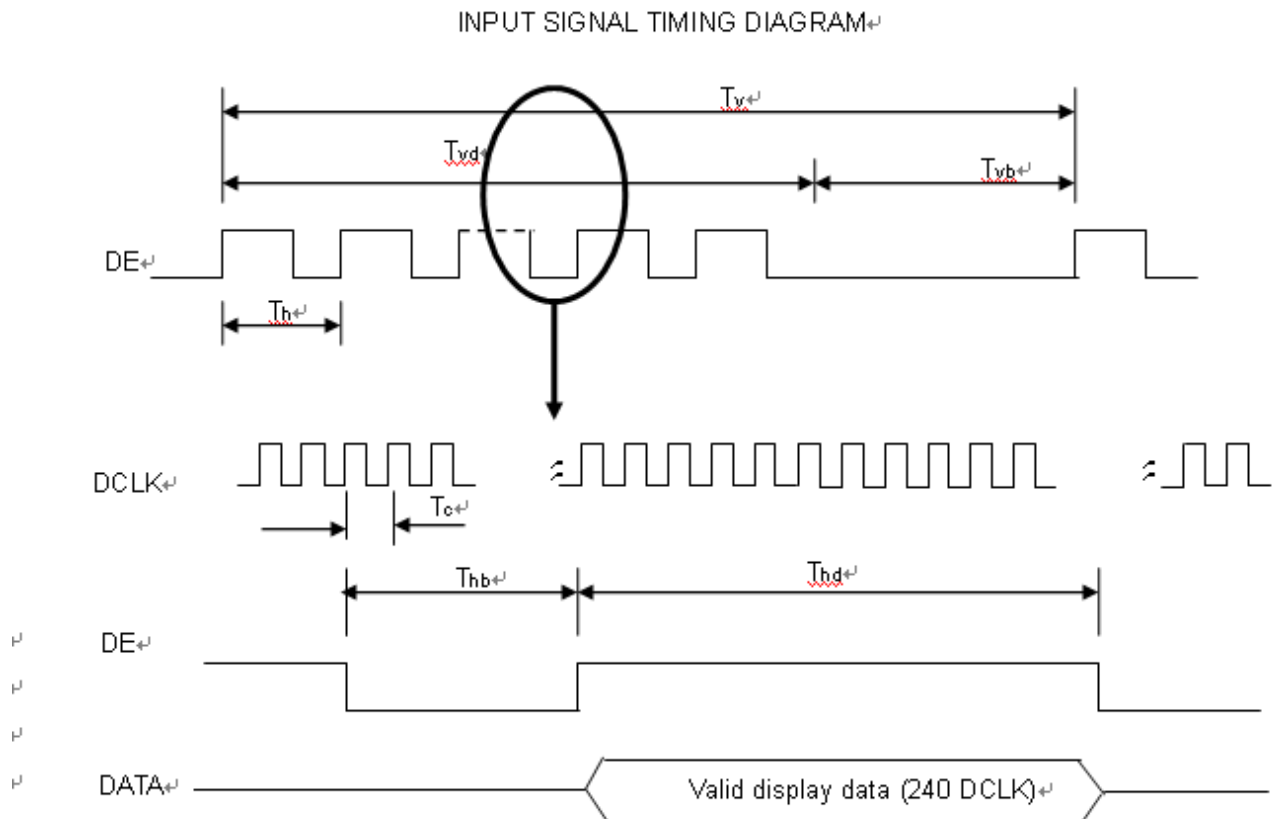 INPUT SIGNAL TIMING DIAGRAM↵
Tv↵
Tvd↵
Tvb↵
DE↵
Th↵
DCLK↵
Tc↵
Thb↵
Thd↵
↵ DE↵
↵
↵
↵ DATA↵ Valid display data (240 DCLK)↵